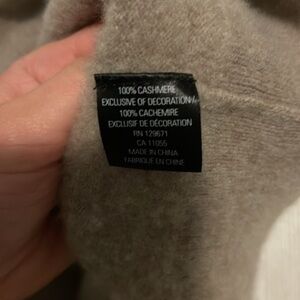 100% CASHMERE
EXCLUSIVE OF DECORATION/
100% CACHEMIRE
EXCLUSIF DE DÉCORATION
RN 129671
CA 11055
MADE IN CHINA
FABRIQUÉ EN CHINE